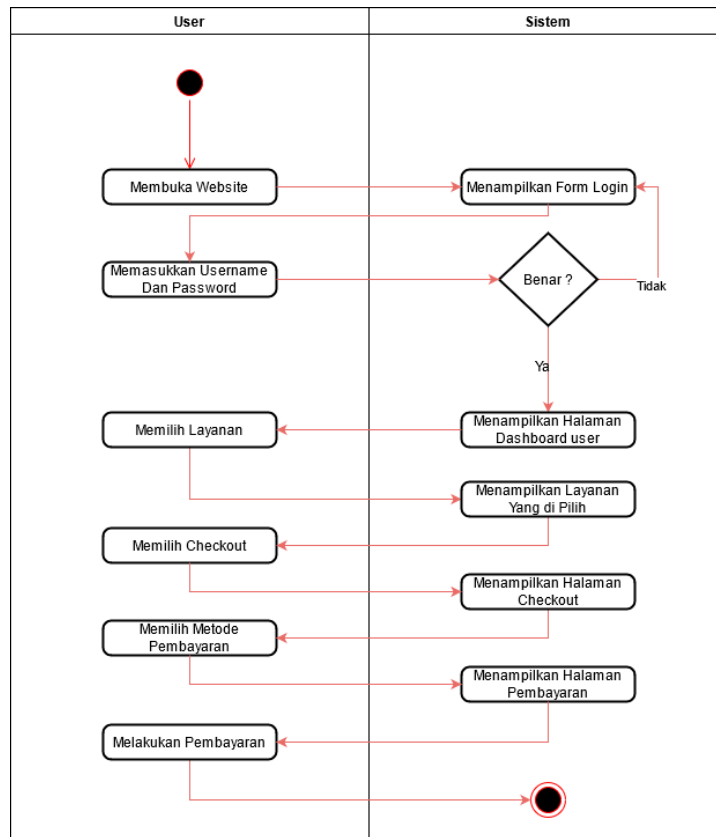 User
Sistem
Membuka Website
Menampilkan Form Login
Memasukkan Username
Dan Password
Benar ?
Tidak
Ya
Memilih Layanan
Menampilkan Halaman
Dashboard user
Menampilkan Layanan
Yang di Pilih
Memilih Checkout
Menampilkan Halaman
Checkout
Memilih Metode
Pembayaran
Menampilkan Halaman
Pembayaran
Melakukan Pembayaran